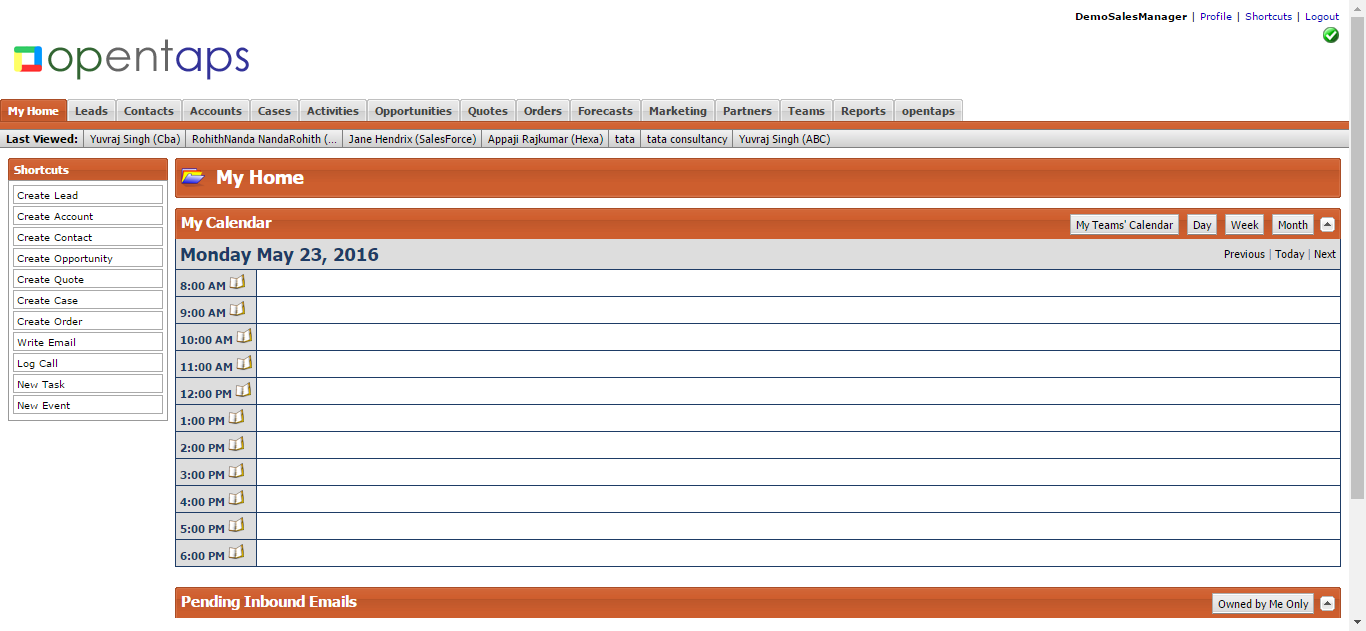 DemoSalesManager | Profile | Shortcuts | Logout
opentaps
My Home Leads Contacts Accounts Cases Activities Opportunities Quotes Orders Forecasts Marketing Partners Teams Reports opentaps
Last Viewed: Yuvraj Singh (Cba) RohithNanda NandaRohith (... Jane Hendrix (SalesForce) Appaji Rajkumar (Hexa) tata tata consultancy Yuvraj Singh (ABC)
Shortcuts
Create Lead
Create Account
Create Contact
Create Opportunity
Create Quote
Create Case
Create Order
Write Email
Log Call
New Task
New Event
My Home
My Calendar My Teams' Calendar Day Week Month
Monday May 23, 2016 Previous | Today | Next
8:00 AM
9:00 AM
10:00 AM
11:00 AM
12:00 PM
1:00 PM
2:00 PM
3:00 PM
4:00 PM
5:00 PM
6:00 PM
Pending Inbound Emails Owned by Me Only